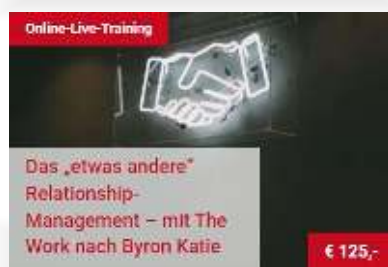 Online-Live-Training
Das „etwas andere"
Relationship-
Management – mit The
Work nach Byron Katie
€ 125,-